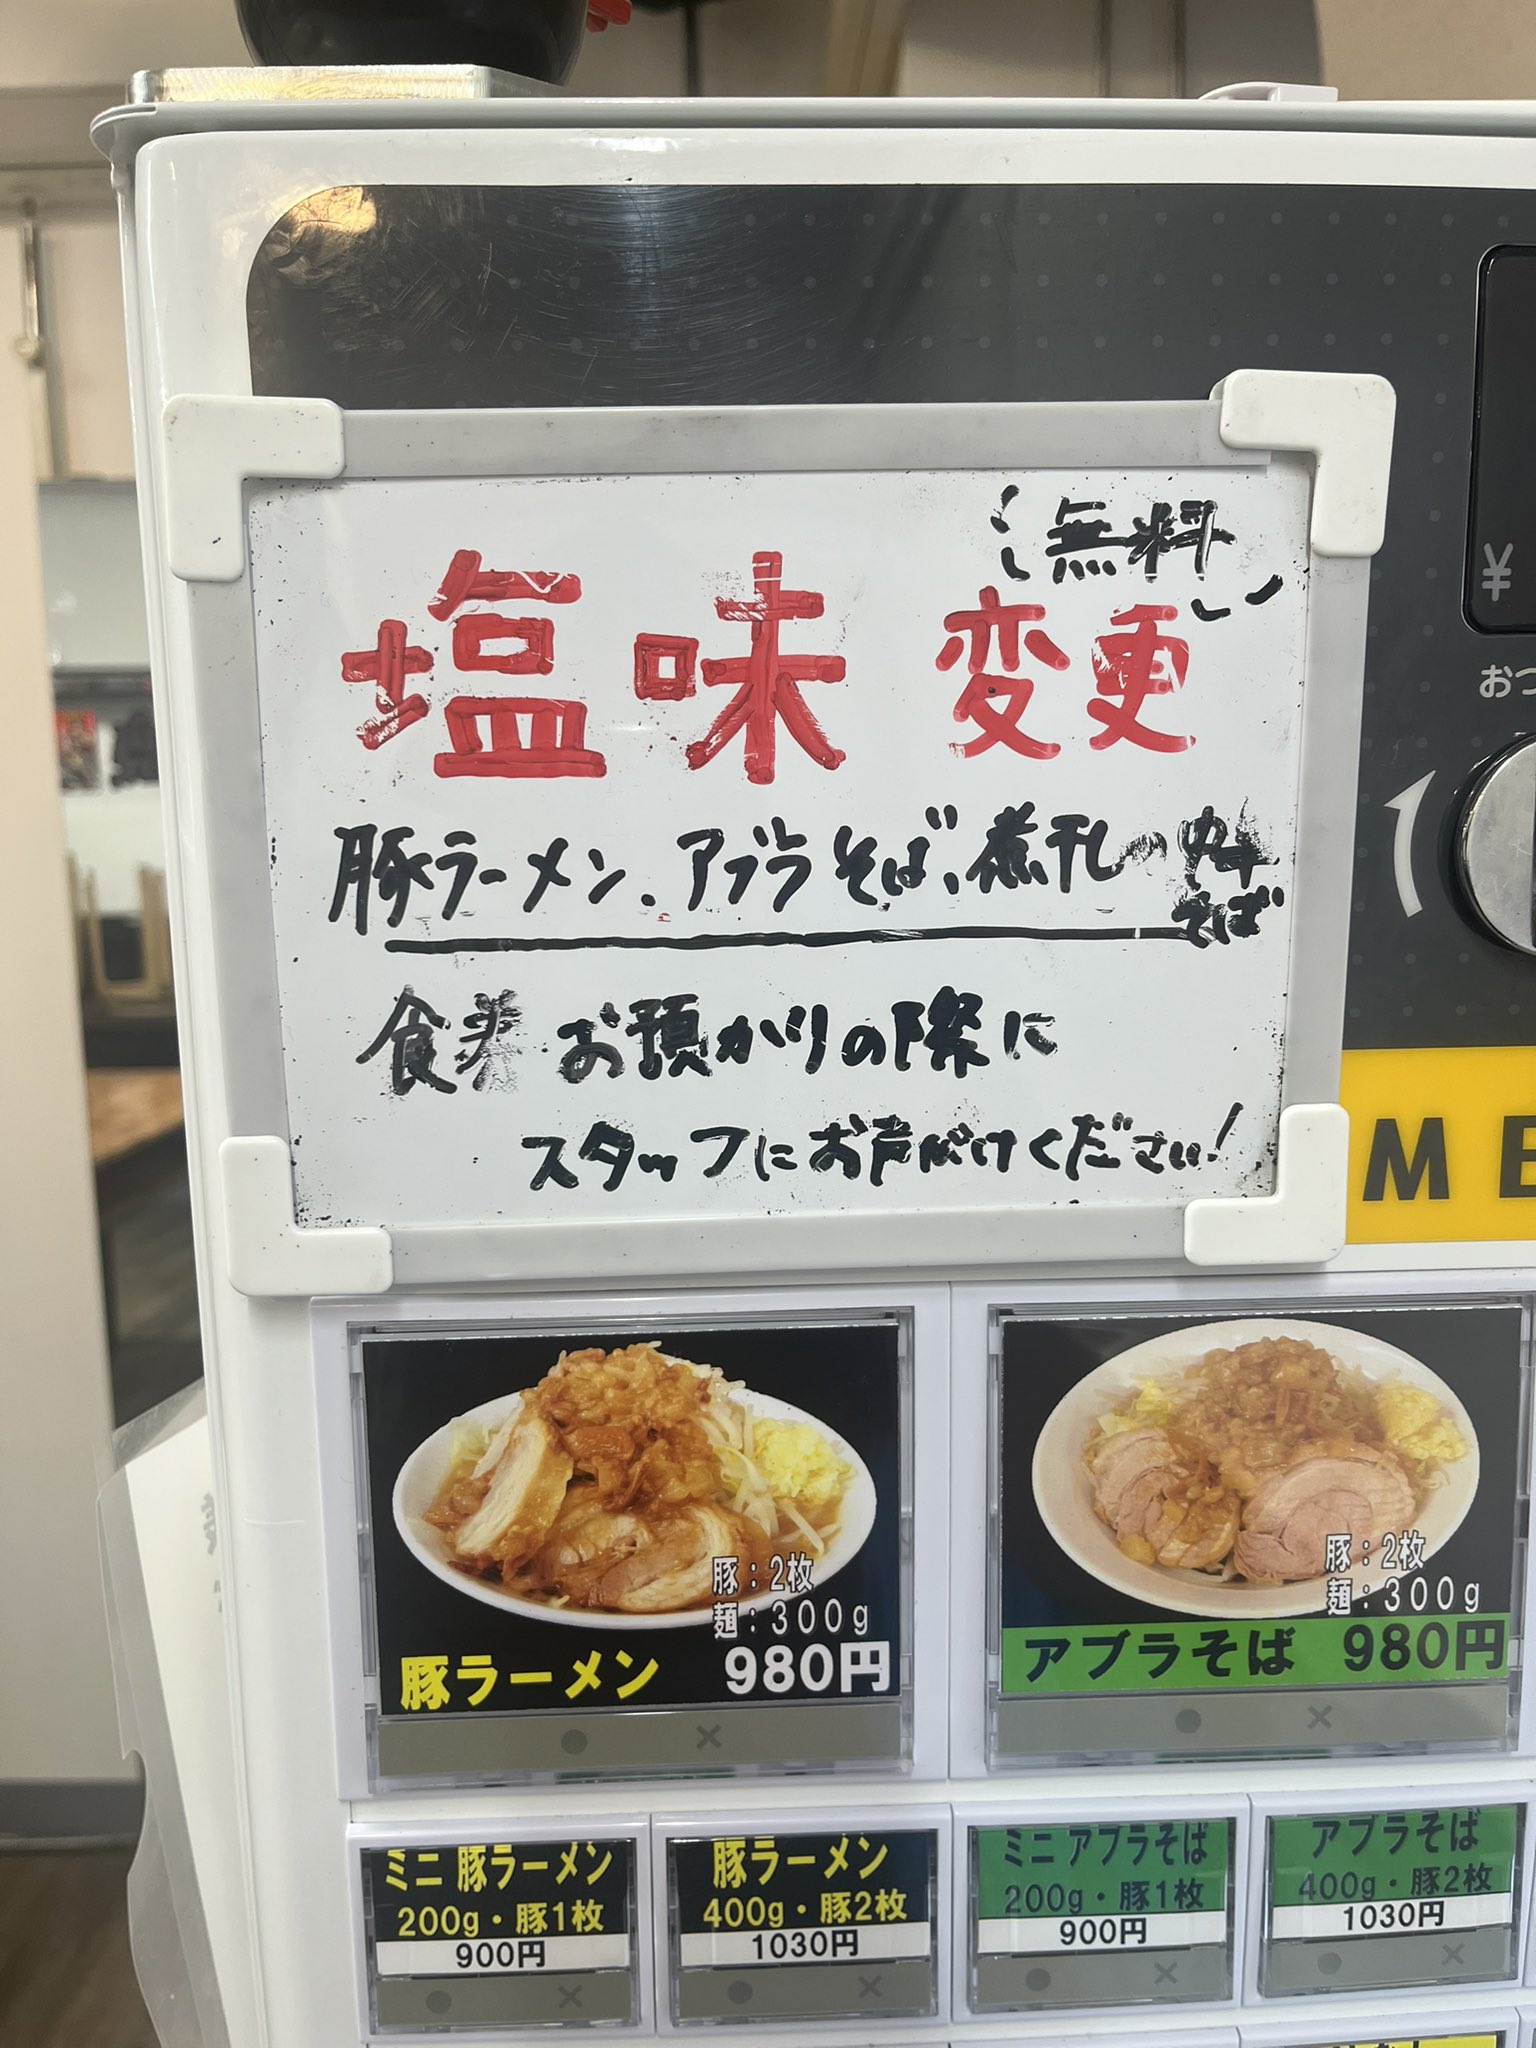 無料
塩味 変更
豚ラーメン、アブラそば、煮干し
そば
食券 お預かりの際に
スタッフにお声がけください!
¥
おつ
ME
豚:2枚
麺:300g
豚ラーメン 980円
豚:2枚
麺:300g
アブラそば 980円
ミニ 豚ラーメン
200g・豚1枚
900円
豚ラーメン
400g・豚2枚
1030円
ミニ アブラそば
200g・豚1枚
900円
アブラそば
400g・豚2枚
1030円